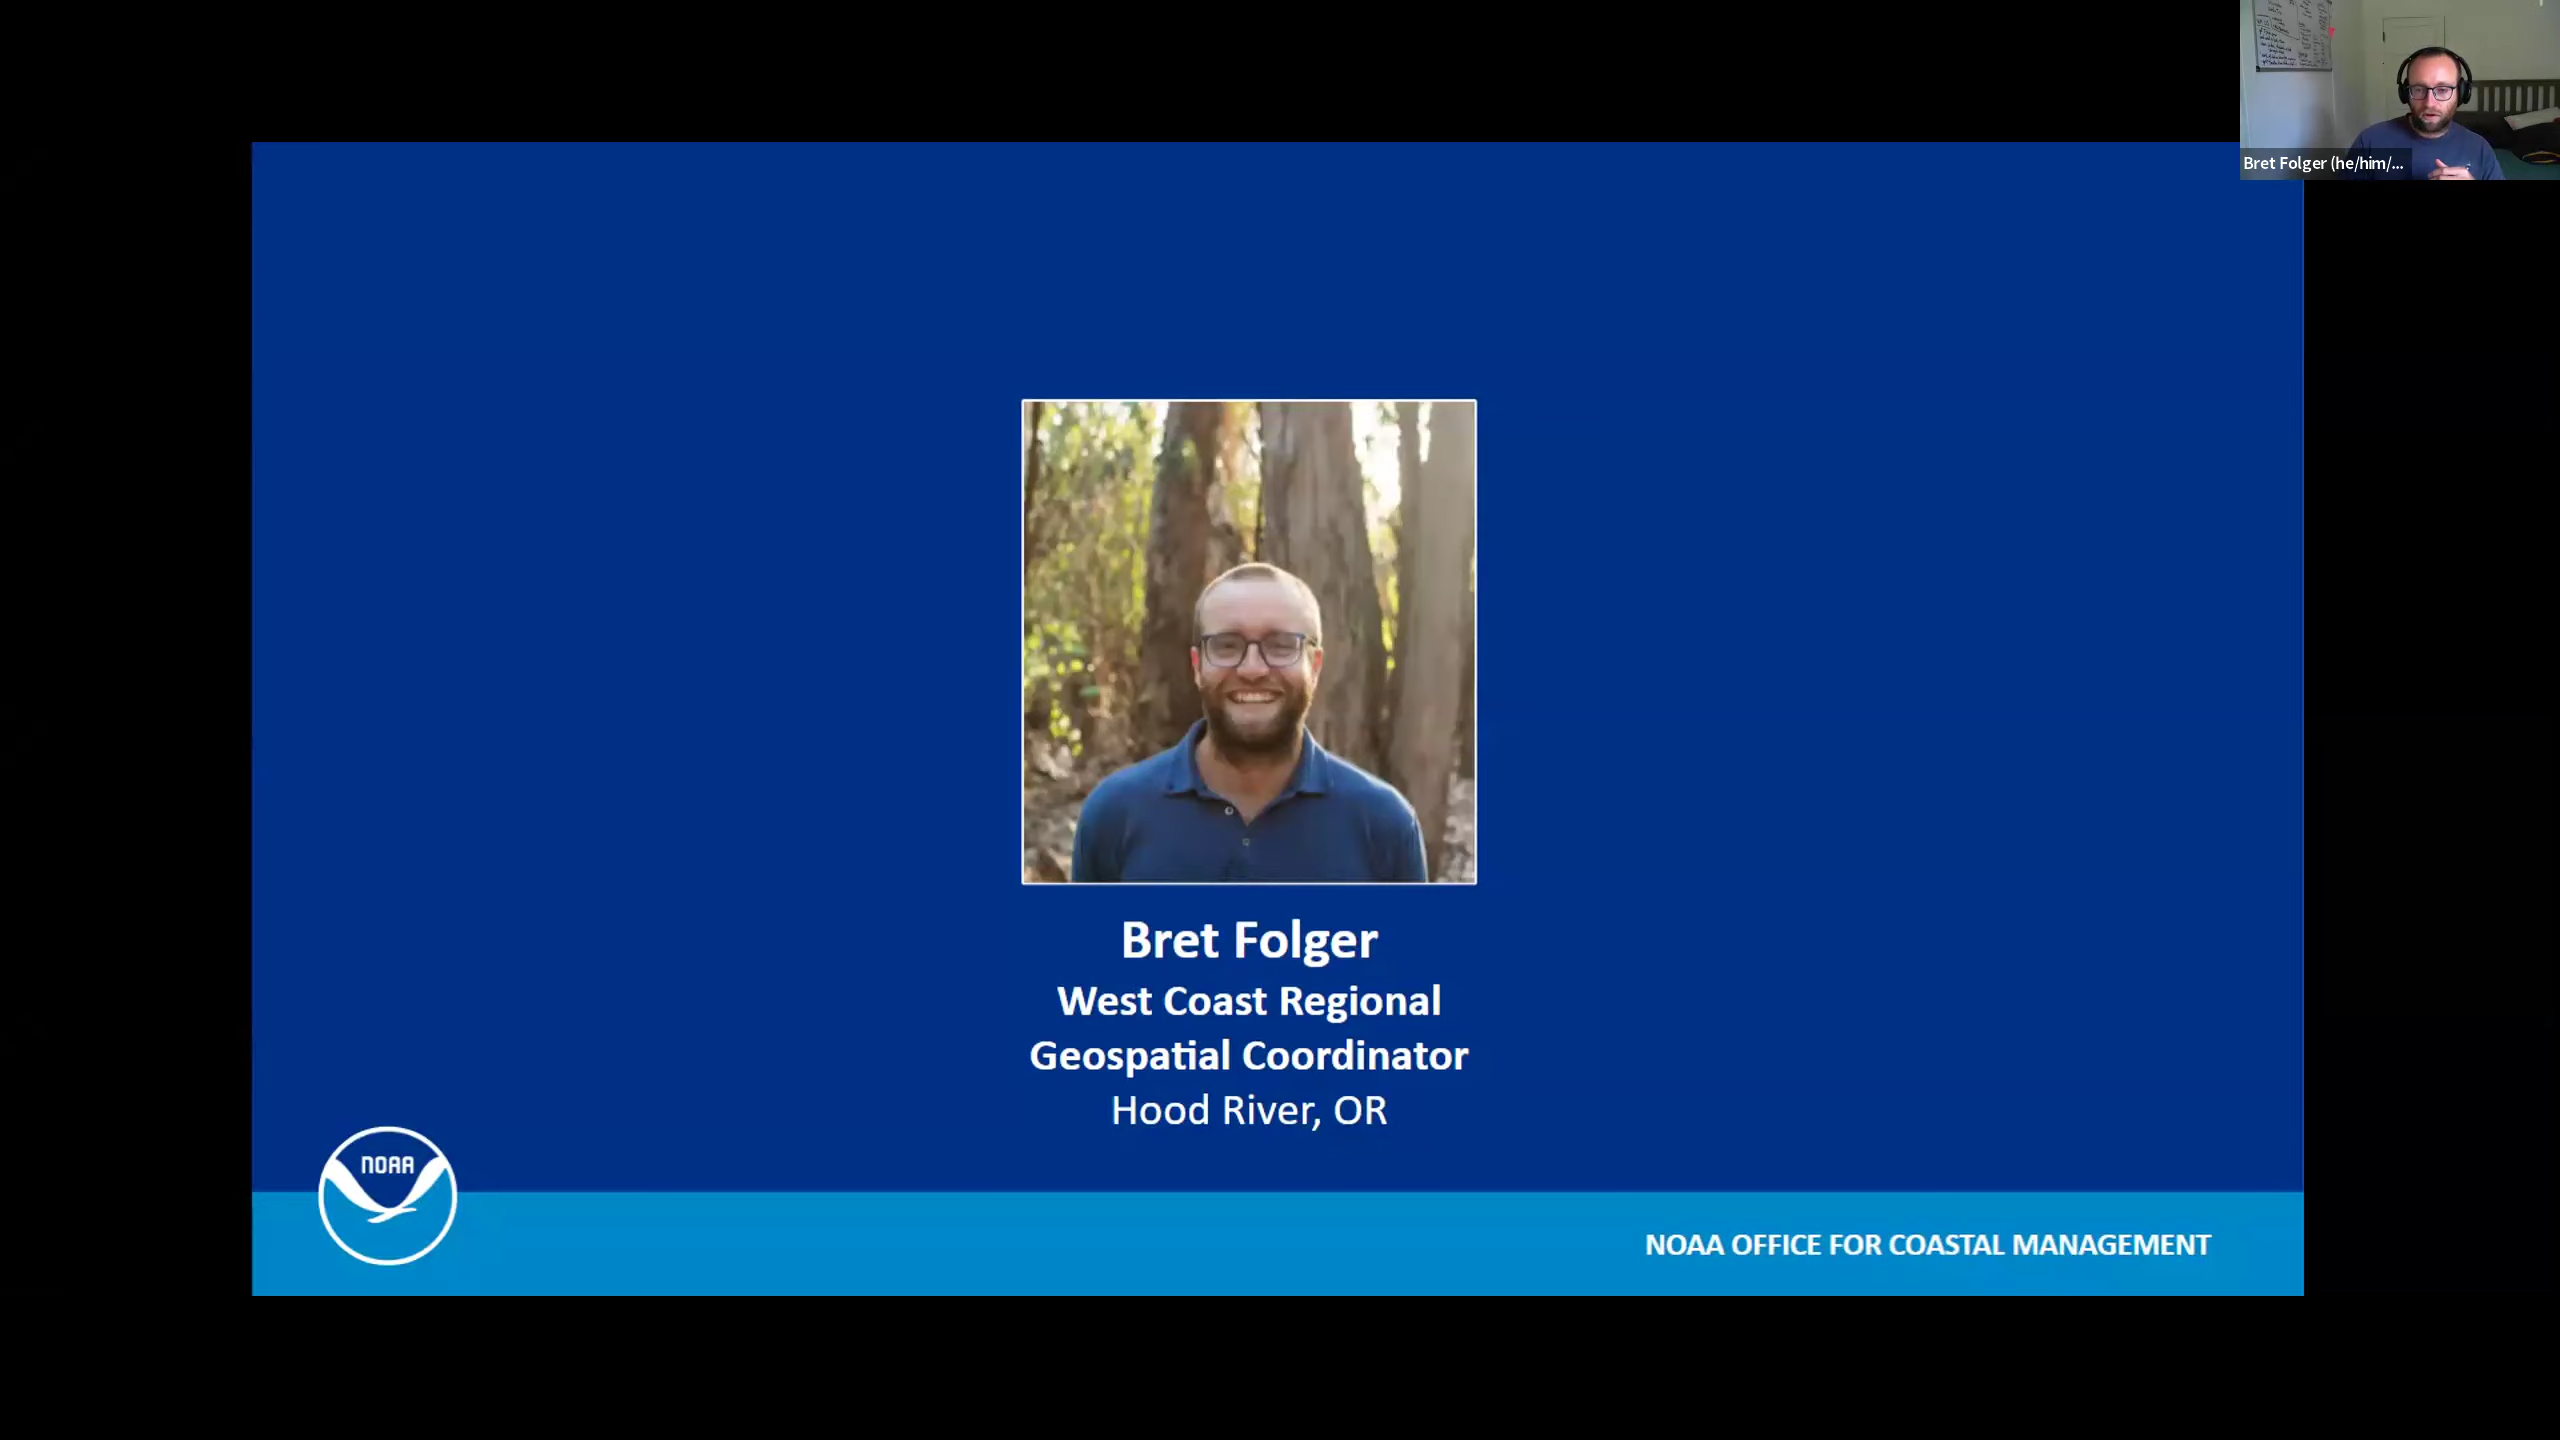 Bret Folger (he/him/...
Bret Folger
West Coast Regional
Geospatial Coordinator
Hood River, OR
NOAA
NOAA OFFICE FOR COASTAL MANAGEMENT